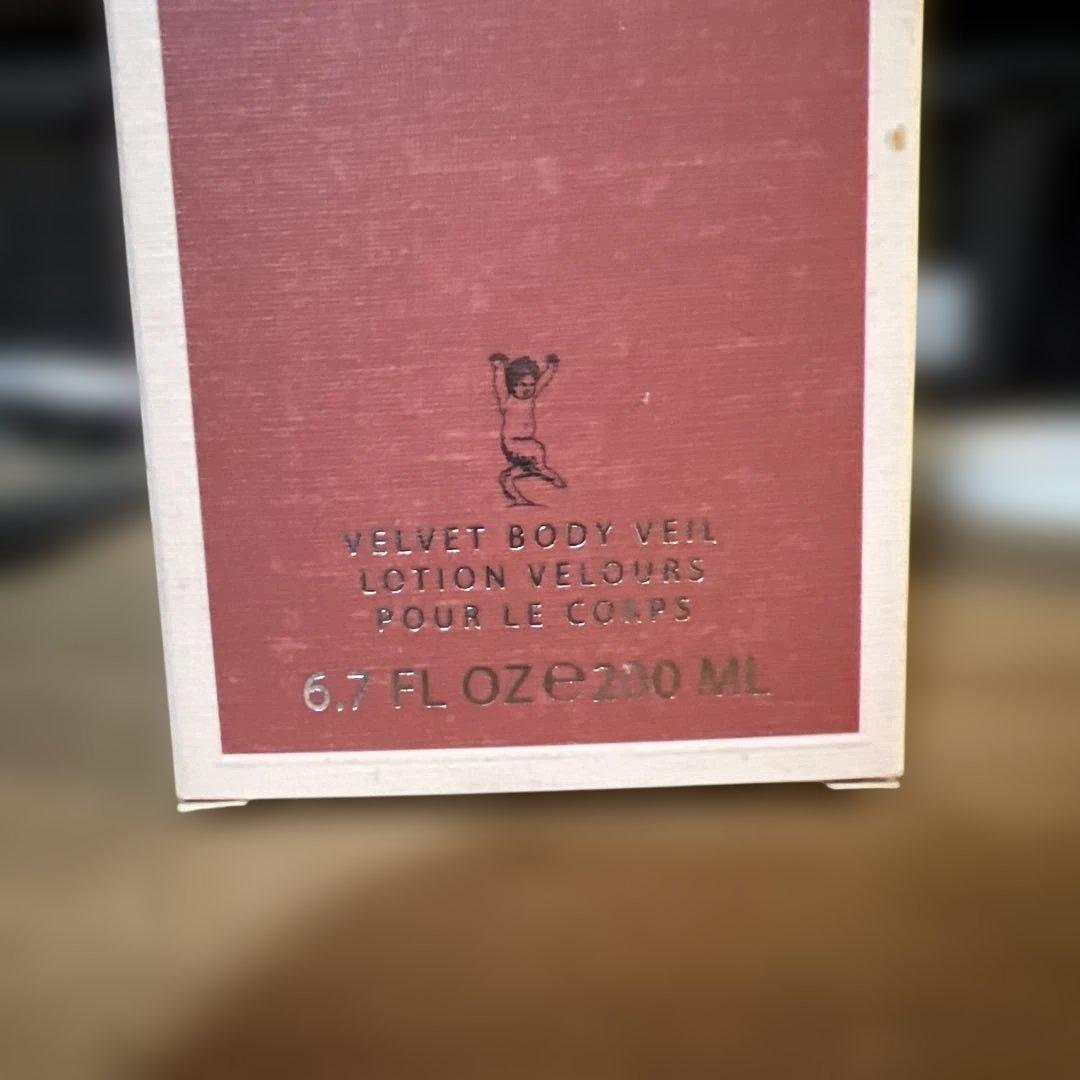 VELVET BODY VEIL
LOTION VELOURS
POUR LE CORPS
6.7 FL OZ ℮ 200 ML